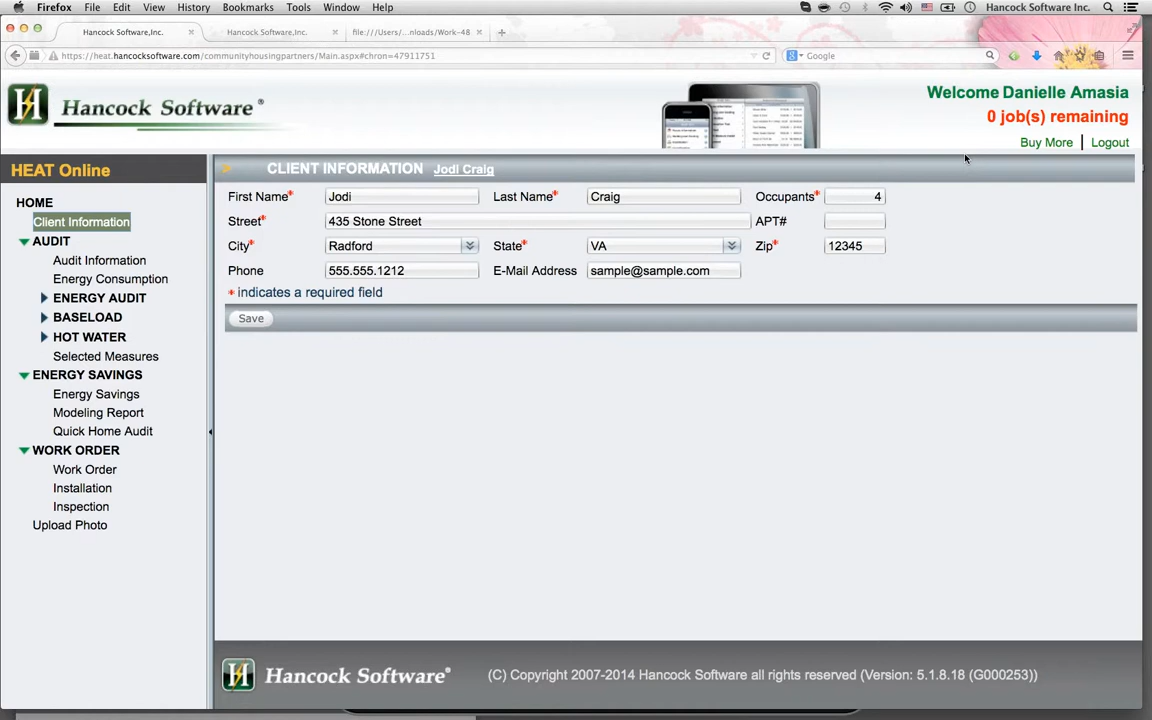 Firefox File Edit View History Bookmarks Tools Window Help Hancock Software Inc.
Hancock Software,Inc. Hancock Software,Inc. file:///Users/...nloads/Work-48
https://heat.hancocksoftware.com/communityhousingpartners/Main.aspx#chron=47911751 Google
Hancock Software®
Welcome Danielle Amasia
0 job(s) remaining
Buy More | Logout
HEAT Online
HOME
Client Information
AUDIT
Audit Information
Energy Consumption
ENERGY AUDIT
BASELOAD
HOT WATER
Selected Measures
ENERGY SAVINGS
Energy Savings
Modeling Report
Quick Home Audit
WORK ORDER
Work Order
Installation
Inspection
Upload Photo
CLIENT INFORMATION Jodi Craig
First Name* Jodi Last Name* Craig Occupants* 4
Street* 435 Stone Street APT#
City* Radford State* VA Zip* 12345
Phone 555.555.1212 E-Mail Address sample@sample.com
* indicates a required field
Save
Hancock Software® (C) Copyright 2007-2014 Hancock Software all rights reserved (Version: 5.1.8.18 (G000253))